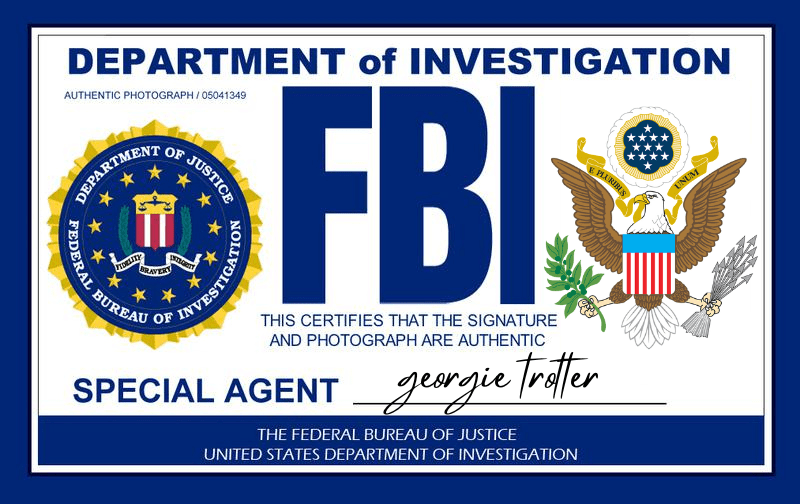 DEPARTMENT of INVESTIGATION
AUTHENTIC PHOTOGRAPH / 05041349
FBI
DEPARTMENT OF JUSTICE
FIDELITY BRAVERY INTEGRITY
FEDERAL BUREAU OF INVESTIGATION
E PLURIBUS UNUM
THIS CERTIFIES THAT THE SIGNATURE
AND PHOTOGRAPH ARE AUTHENTIC
SPECIAL AGENT georgie trotter
THE FEDERAL BUREAU OF JUSTICE
UNITED STATES DEPARTMENT OF INVESTIGATION